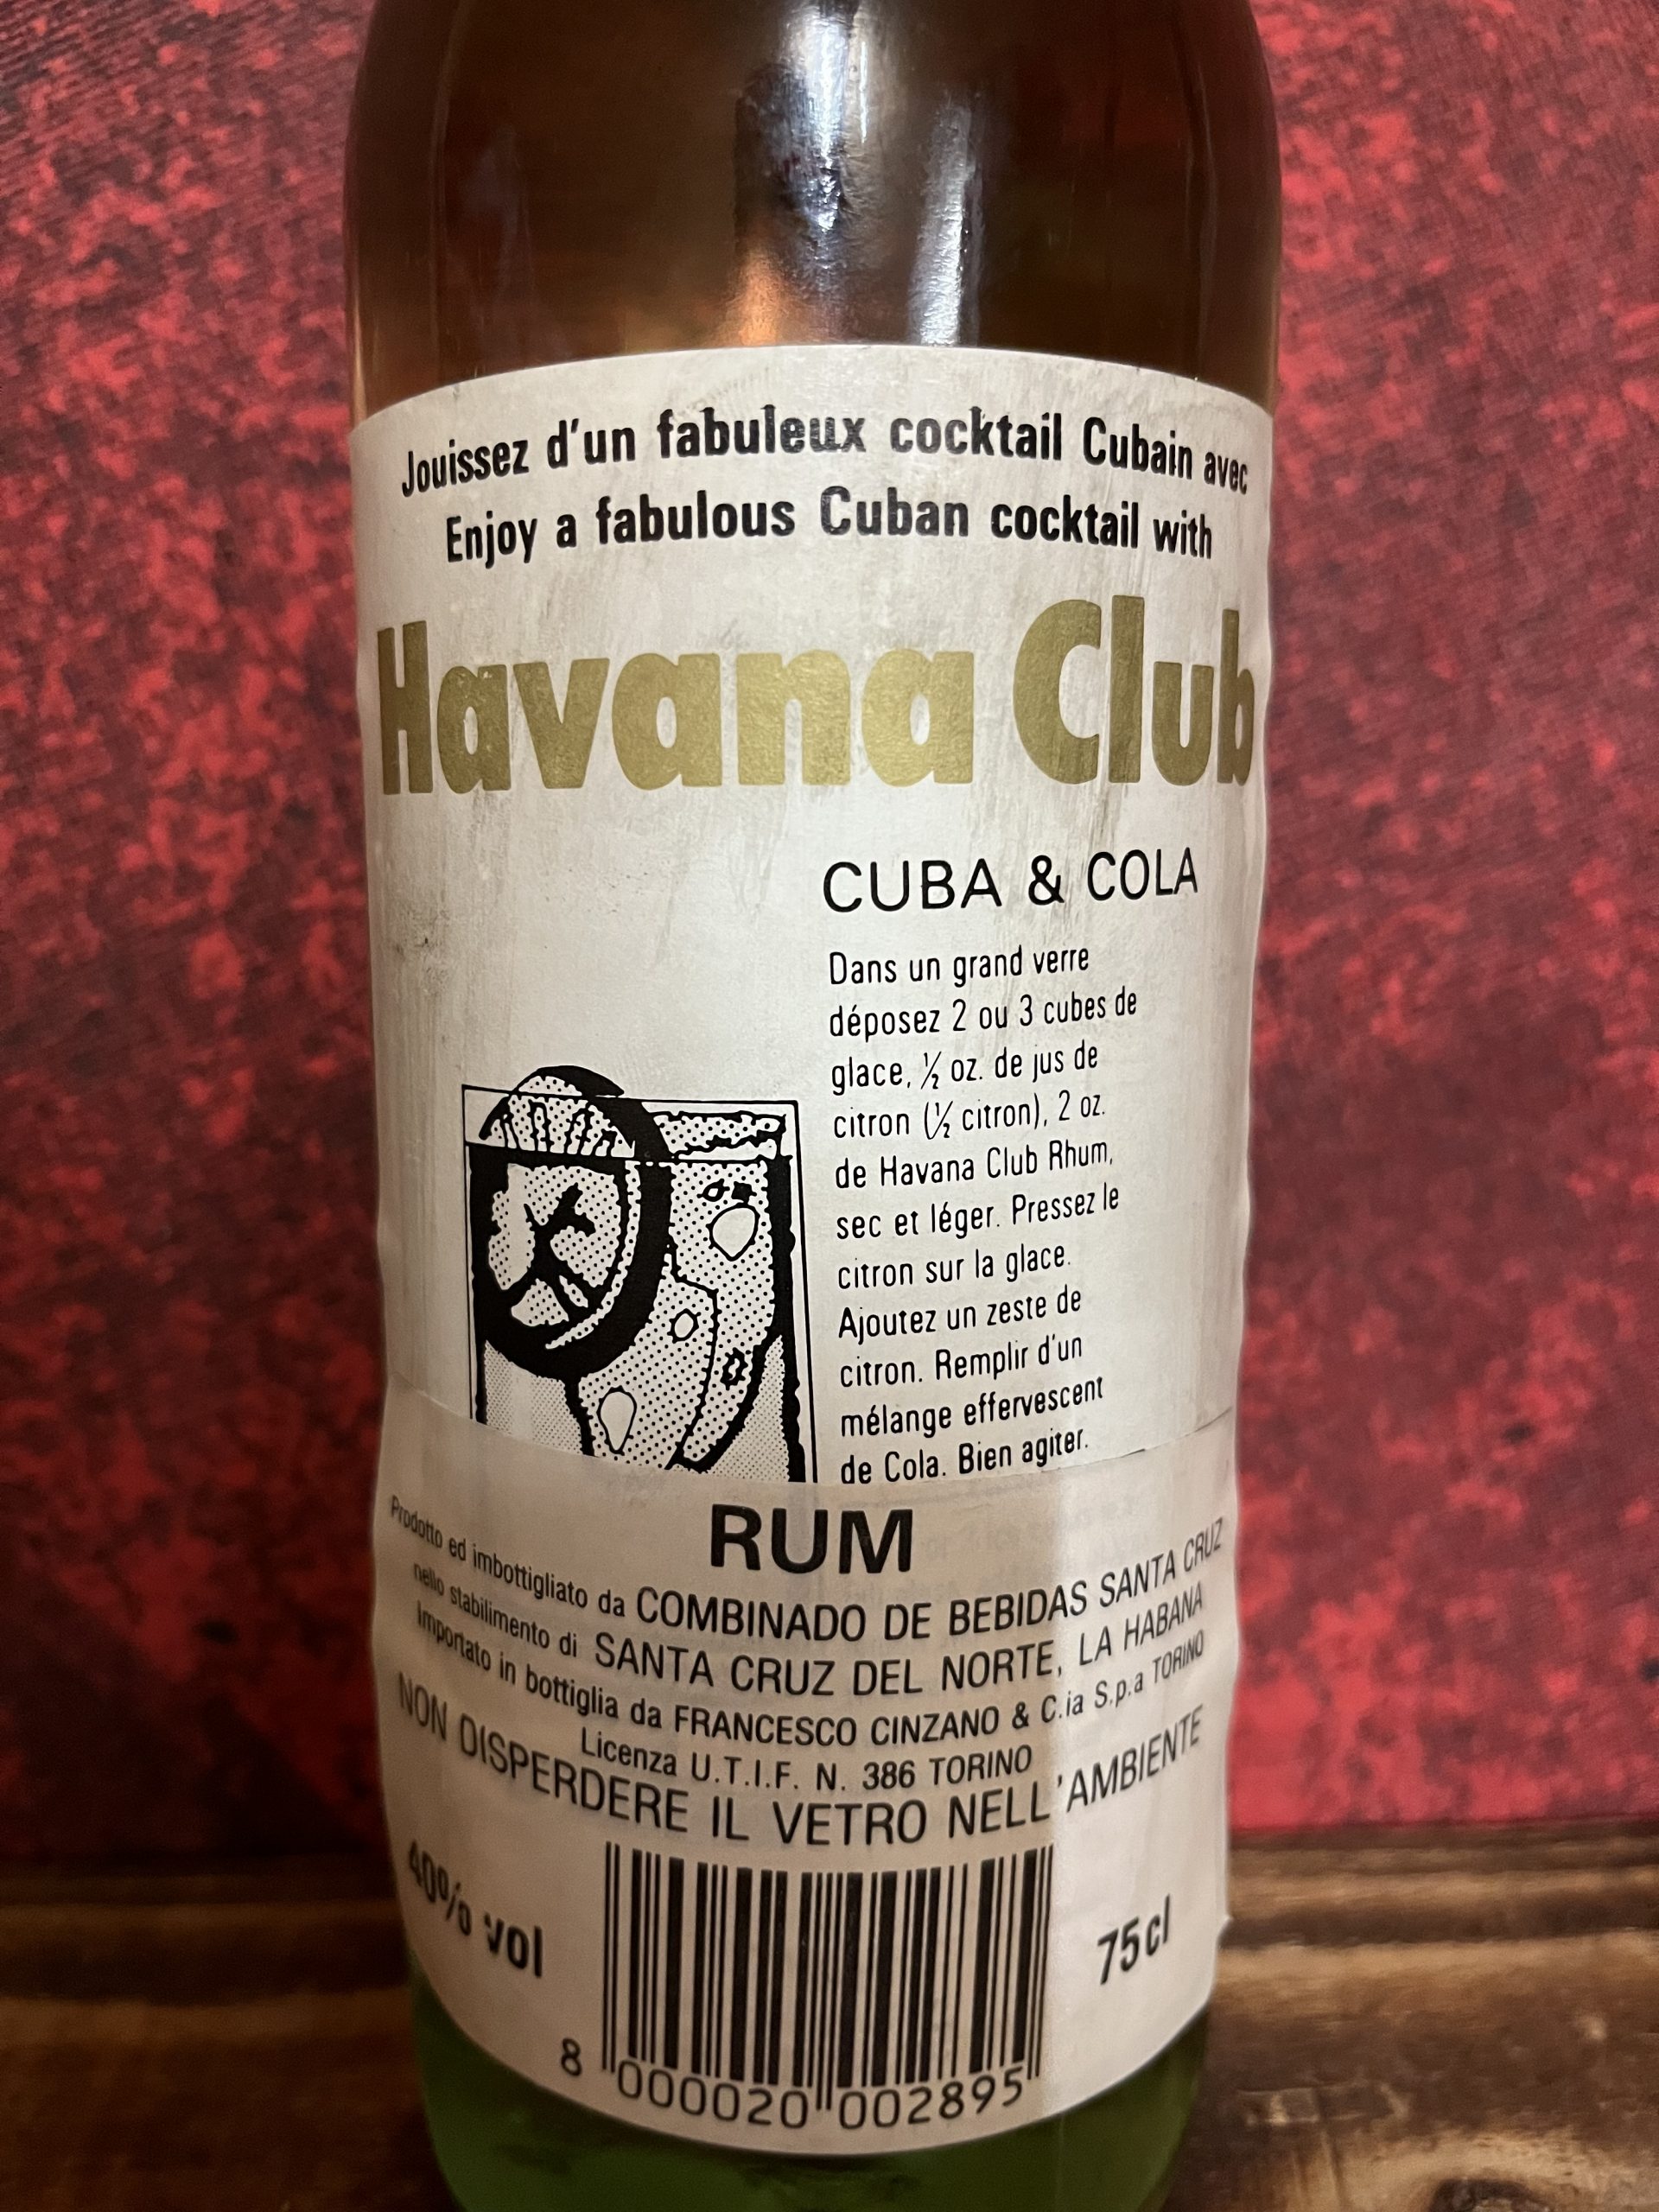 Jouissez d'un fabuleux cocktail Cubain avec
Enjoy a fabulous Cuban cocktail with
Havana Club
CUBA & COLA
Dans un grand verre
déposez 2 ou 3 cubes de
glace, ½ oz. de jus de
citron (½ citron), 2 oz.
de Havana Club Rhum,
sec et léger. Pressez le
citron sur la glace.
Ajoutez un zeste de
citron. Remplir d'un
mélange effervescent
de Cola. Bien agiter.
RUM
Prodotto ed imbottigliato da COMBINADO DE BEBIDAS SANTA CRUZ
nello stabilimento di SANTA CRUZ DEL NORTE, LA HABANA
Importato in bottiglia da FRANCESCO CINZANO & C.ia S.p.a TORINO
Licenza U.T.I.F. N. 386 TORINO
NON DISPERDERE IL VETRO NELL'AMBIENTE
40% vol
75cl
8 000020 002895